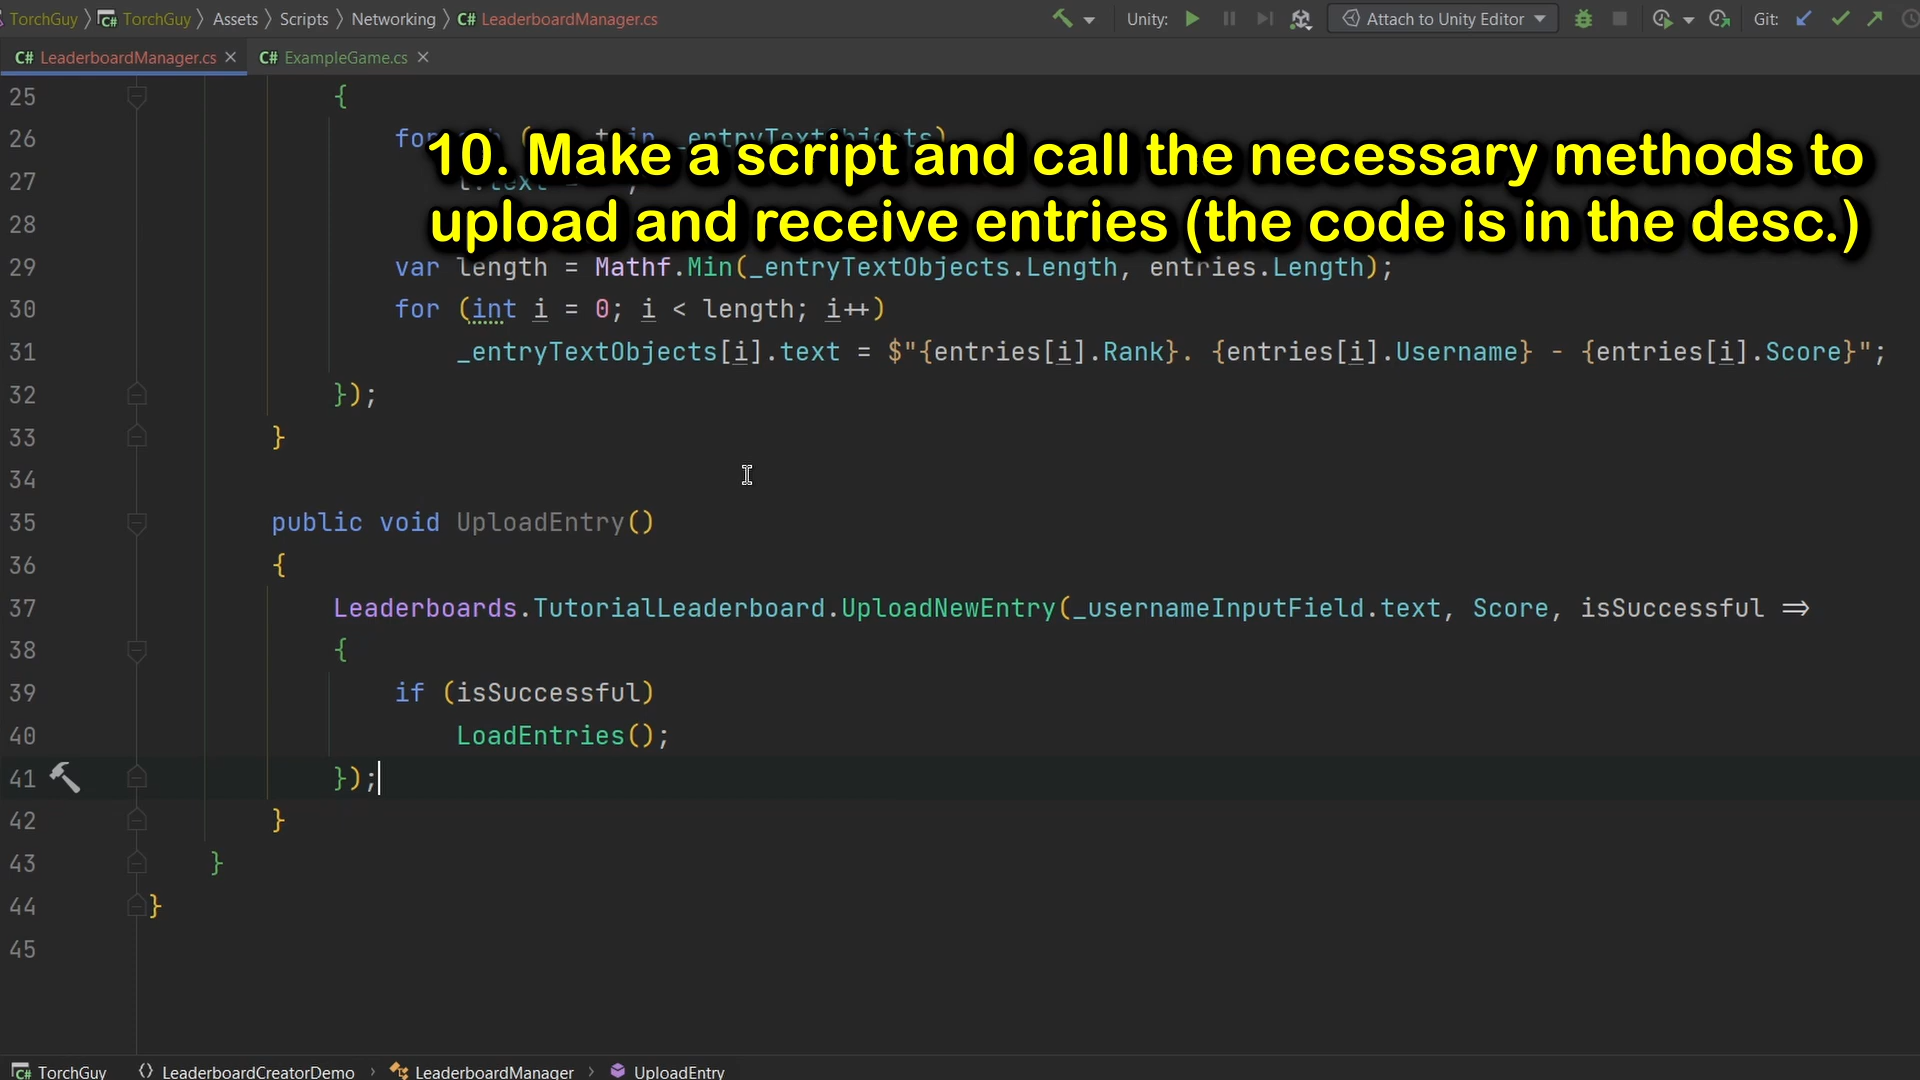 TorchGuy TorchGuy Assets Scripts Networking C# LeaderboardManager.cs Unity: Attach to Unity Editor Git:
C# LeaderboardManager.cs C# ExampleGame.cs
10. Make a script and call the necessary methods to
upload and receive entries (the code is in the desc.)
25 {
26
27
28
29 var length = Mathf.Min(_entryTextObjects.Length, entries.Length);
30 for (int i = 0; i < length; i++)
31 _entryTextObjects[i].text = $"{entries[i].Rank}. {entries[i].Username} - {entries[i].Score}";
32 });
33 }
34
35 public void UploadEntry()
36 {
37 Leaderboards.TutorialLeaderboard.UploadNewEntry(_usernameInputField.text, Score, isSuccessful =>
38 {
39 if (isSuccessful)
40 LoadEntries();
41 });
42 }
43 }
44 }
45
C# TorchGuy LeaderboardCreatorDemo LeaderboardManager UploadEntry